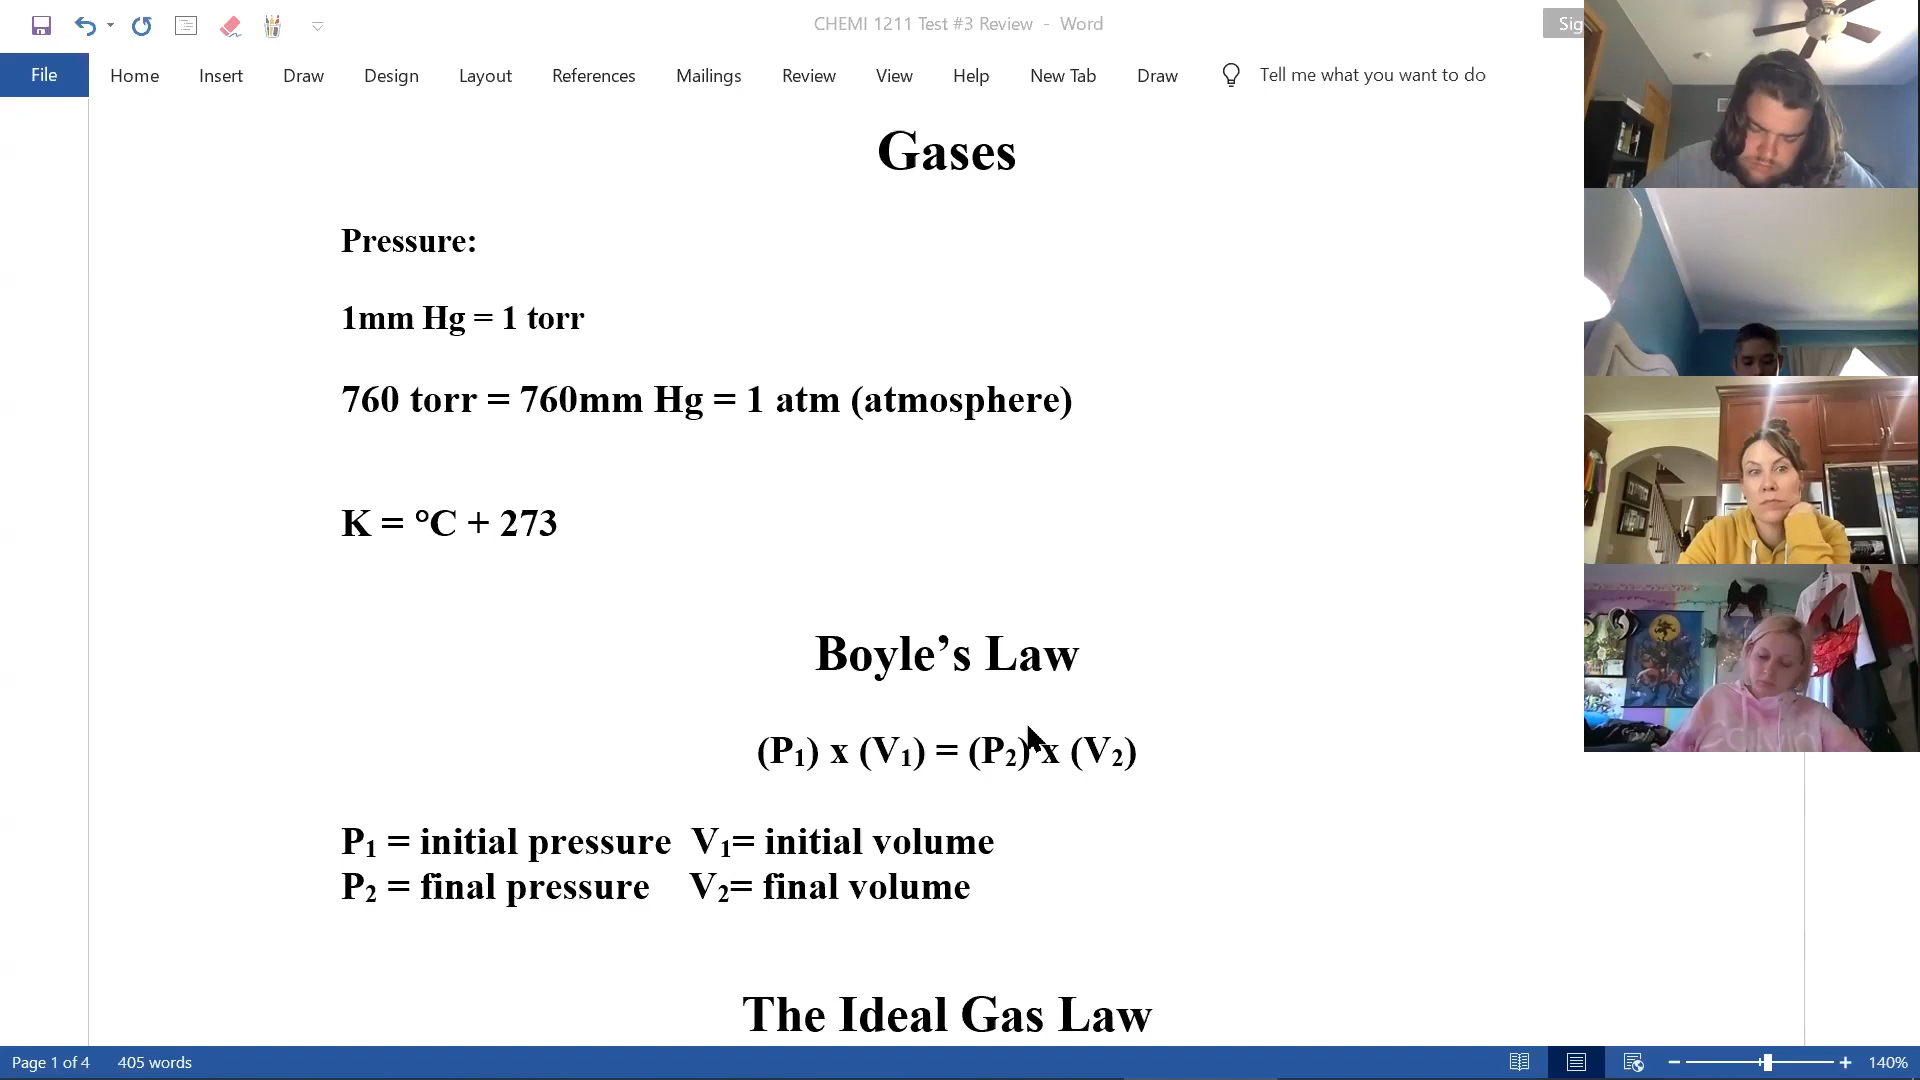 CHEMI 1211 Test #3 Review - Word
Sig
File Home Insert Draw Design Layout References Mailings Review View Help New Tab Draw Tell me what you want to do
Gases
Pressure:
1mm Hg = 1 torr
760 torr = 760mm Hg = 1 atm (atmosphere)
K = °C + 273
Boyle’s Law
(P₁) x (V₁) = (P₂) x (V₂)
P₁ = initial pressure V₁= initial volume
P₂ = final pressure V₂= final volume
The Ideal Gas Law
Page 1 of 4 405 words 140%